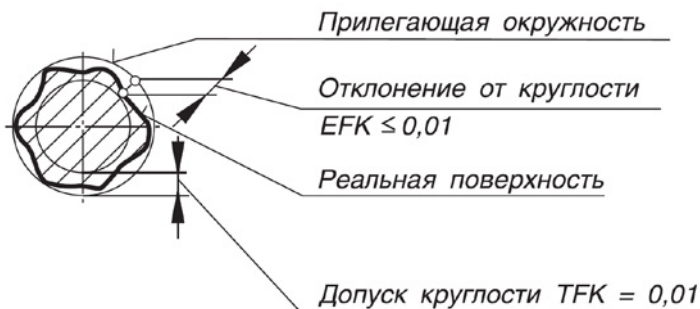 Прилегающая окружность
Отклонение от круглости
EFK ≤ 0,01
Реальная поверхность
Допуск круглости TFK = 0,01